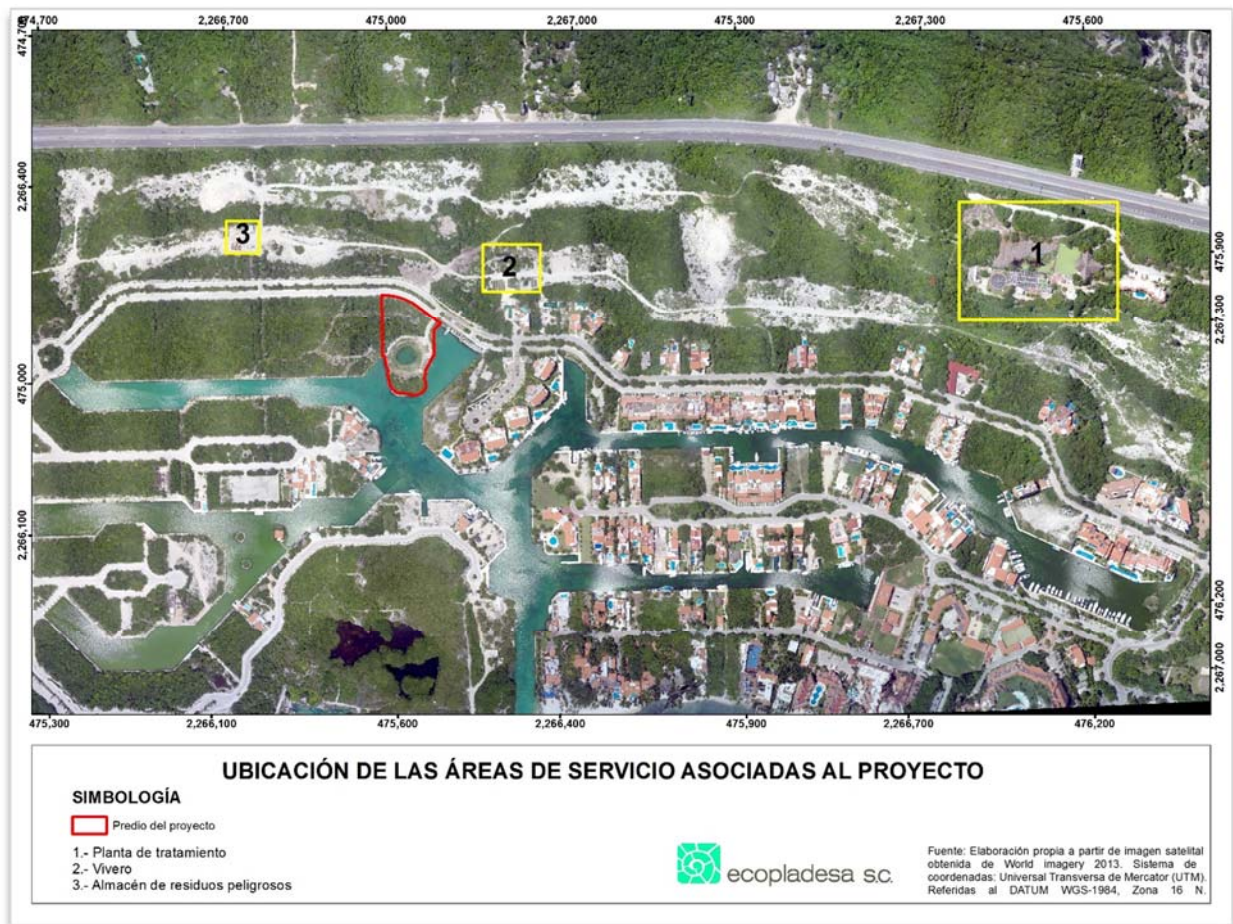 474,700 2,266,700 475,000 2,267,000 475,300 2,267,300 475,600
474,700
2,266,400
475,000
2,266,100
475,900
2,267,300
476,200
2,267,000
3
2
1
475,300 2,266,100 475,600 2,266,400 475,900 2,266,700 476,200
UBICACIÓN DE LAS ÁREAS DE SERVICIO ASOCIADAS AL PROYECTO
SIMBOLOGÍA
Predio del proyecto
1.- Planta de tratamiento
2.- Vivero
3.- Almacén de residuos peligrosos
ecopladesa s.c.
Fuente: Elaboración propia a partir de imagen satelital
obtenida de World imagery 2013. Sistema de
coordenadas: Universal Transversa de Mercator (UTM).
Referidas al DATUM WGS-1984, Zona 16 N.